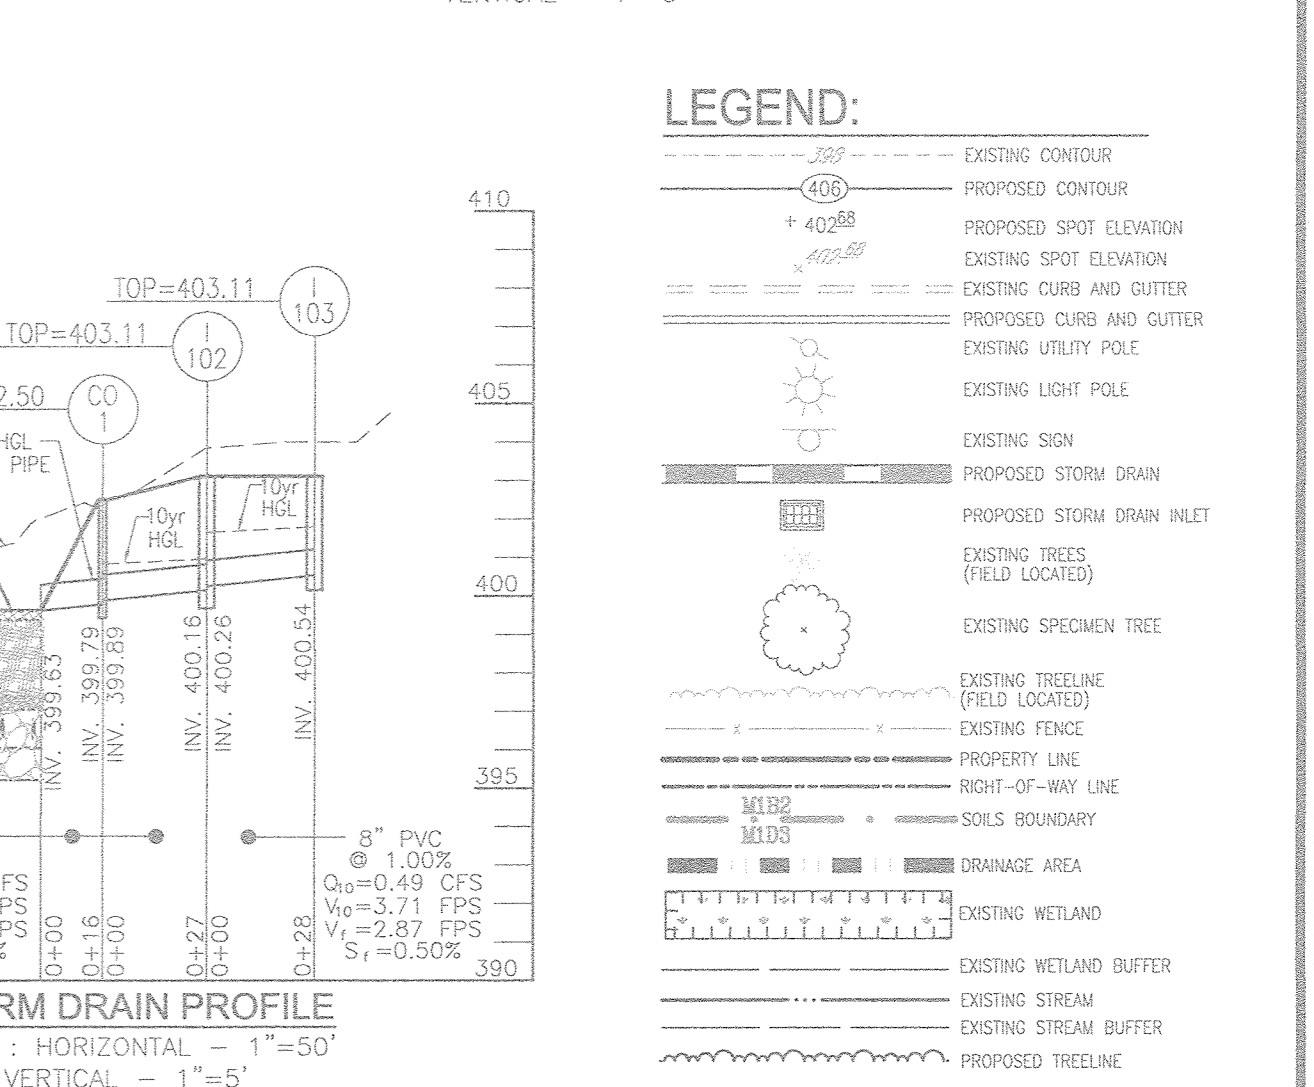 410
TOP=403.11
I
103
TOP=403.11
I
102
405
2.50
CO
1
HGL
PIPE
10yr
HGL
10yr
HGL
400
INV. 399.63
INV. 399.79
INV. 399.89
INV. 400.16
INV. 400.26
INV. 400.54
395
8" PVC
@ 1.00%
Q10=0.49 CFS
V10=3.71 FPS
Vf=2.87 FPS
Sf=0.50%
FS
PS
PS
%
0+00
0+16
0+00
0+27
0+00
0+28
390
RM DRAIN PROFILE
: HORIZONTAL - 1"=50'
VERTICAL - 1"=5'
LEGEND:
398 EXISTING CONTOUR
406 PROPOSED CONTOUR
+ 402.68 PROPOSED SPOT ELEVATION
x 402.68 EXISTING SPOT ELEVATION
EXISTING CURB AND GUTTER
PROPOSED CURB AND GUTTER
EXISTING UTILITY POLE
EXISTING LIGHT POLE
EXISTING SIGN
PROPOSED STORM DRAIN
PROPOSED STORM DRAIN INLET
EXISTING TREES
(FIELD LOCATED)
EXISTING SPECIMEN TREE
EXISTING TREELINE
(FIELD LOCATED)
EXISTING FENCE
PROPERTY LINE
RIGHT-OF-WAY LINE
M1B2
M1D3
SOILS BOUNDARY
DRAINAGE AREA
EXISTING WETLAND
EXISTING WETLAND BUFFER
EXISTING STREAM
EXISTING STREAM BUFFER
PROPOSED TREELINE